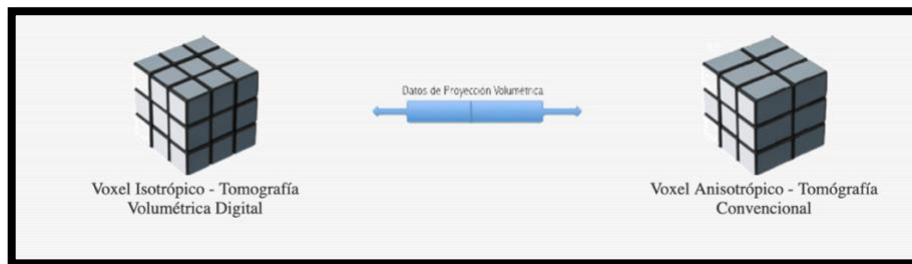 Datos de Proyección Volumétrica
Voxel Isotrópico - Tomografía
Volumétrica Digital
Voxel Anisotrópico - Tomógrafía
Convencional